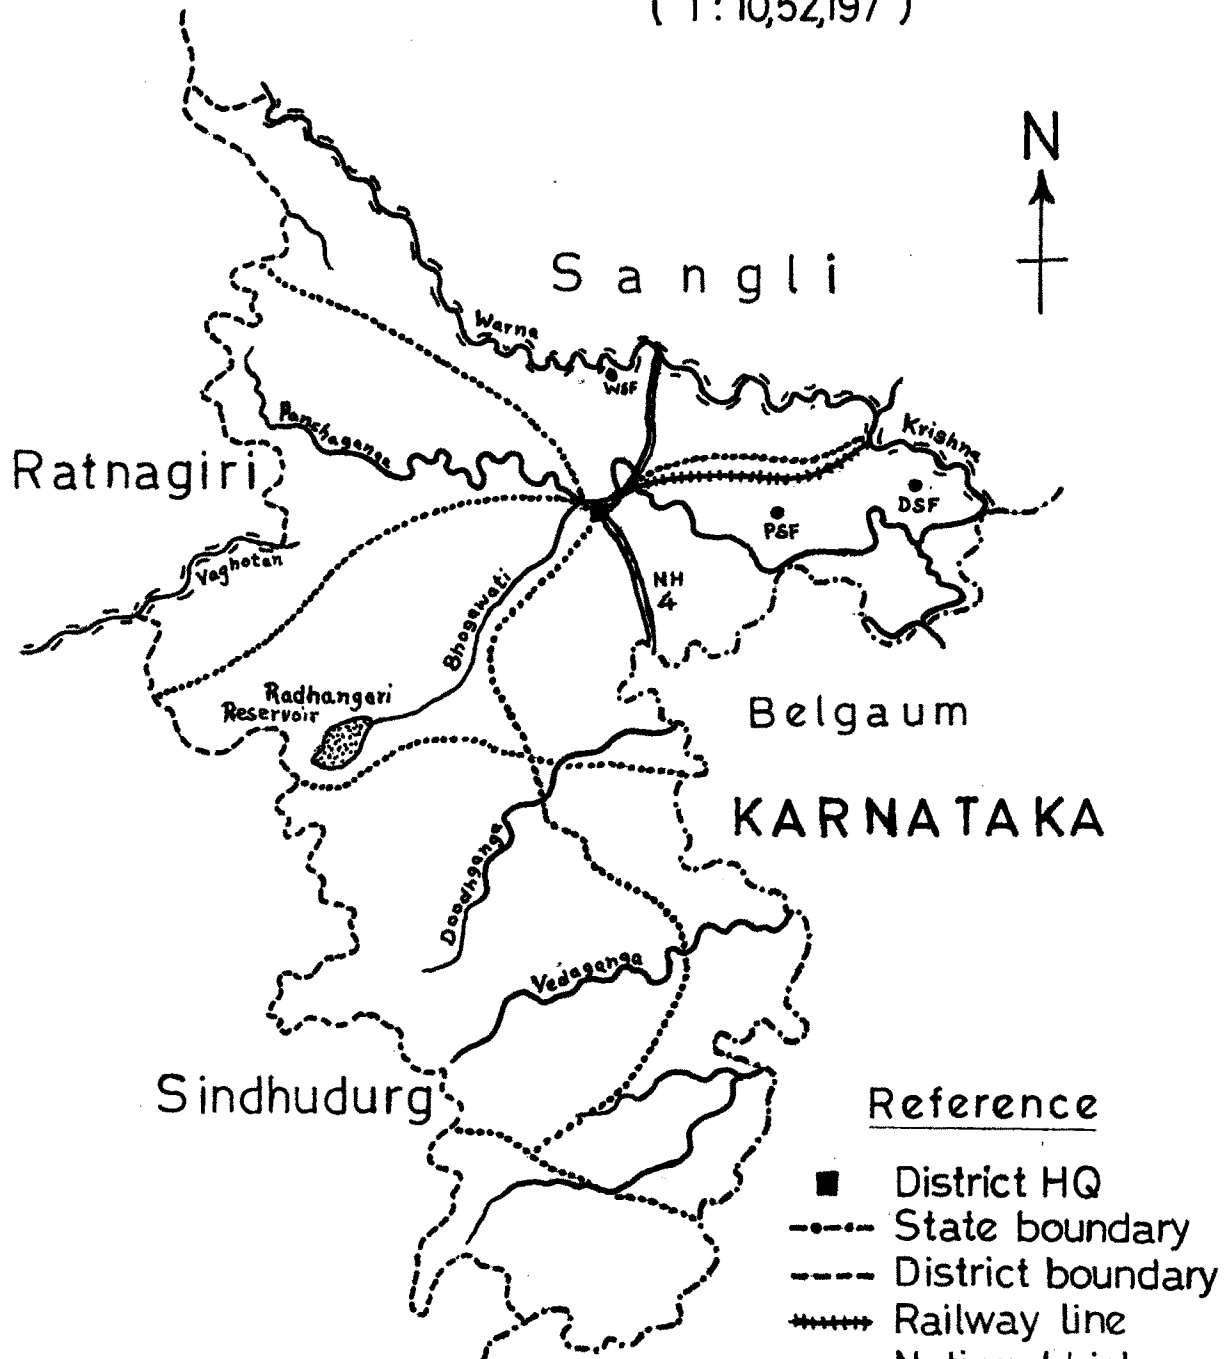 ( 1 : 10,52,197 )
N
Sangli
Warna
WSF
Krishna
Panchaganga
Ratnagiri
DSF
PSF
Vaghotan
NH
4
Bhogawati
Radhangari
Reservoir
Belgaum
KARNATAKA
Doodhganga
Vedaganga
Sindhudurg
Reference
District HQ
State boundary
District boundary
Railway line